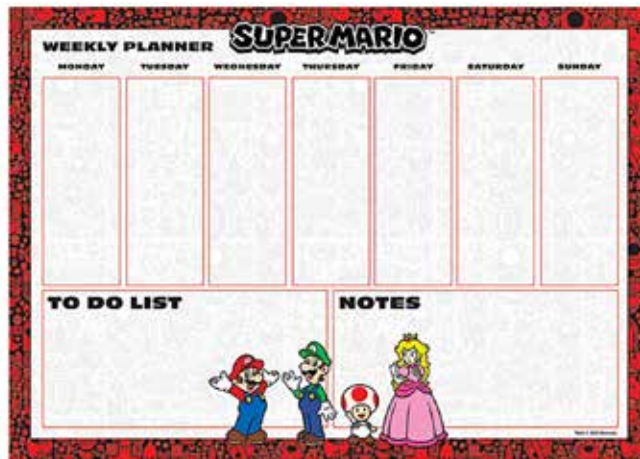 WEEKLY PLANNER
SUPER MARIO
MONDAY TUESDAY WEDNESDAY THURSDAY FRIDAY SATURDAY SUNDAY
TO DO LIST
NOTES